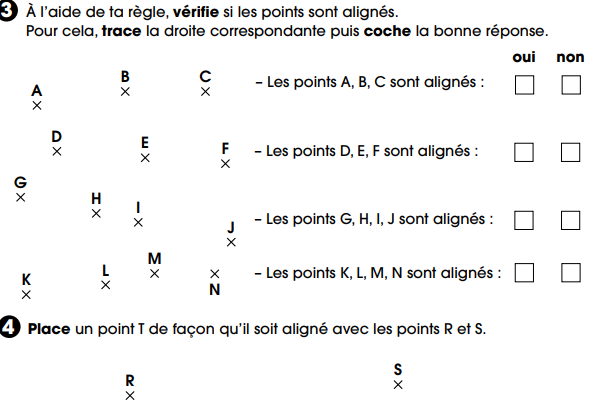 3 À l'aide de ta règle, vérifie si les points sont alignés.
Pour cela, trace la droite correspondante puis coche la bonne réponse.
oui non
A B C – Les points A, B, C sont alignés :
D E F – Les points D, E, F sont alignés :
G H I J – Les points G, H, I, J sont alignés :
K L M N – Les points K, L, M, N sont alignés :
4 Place un point T de façon qu'il soit aligné avec les points R et S.
R S